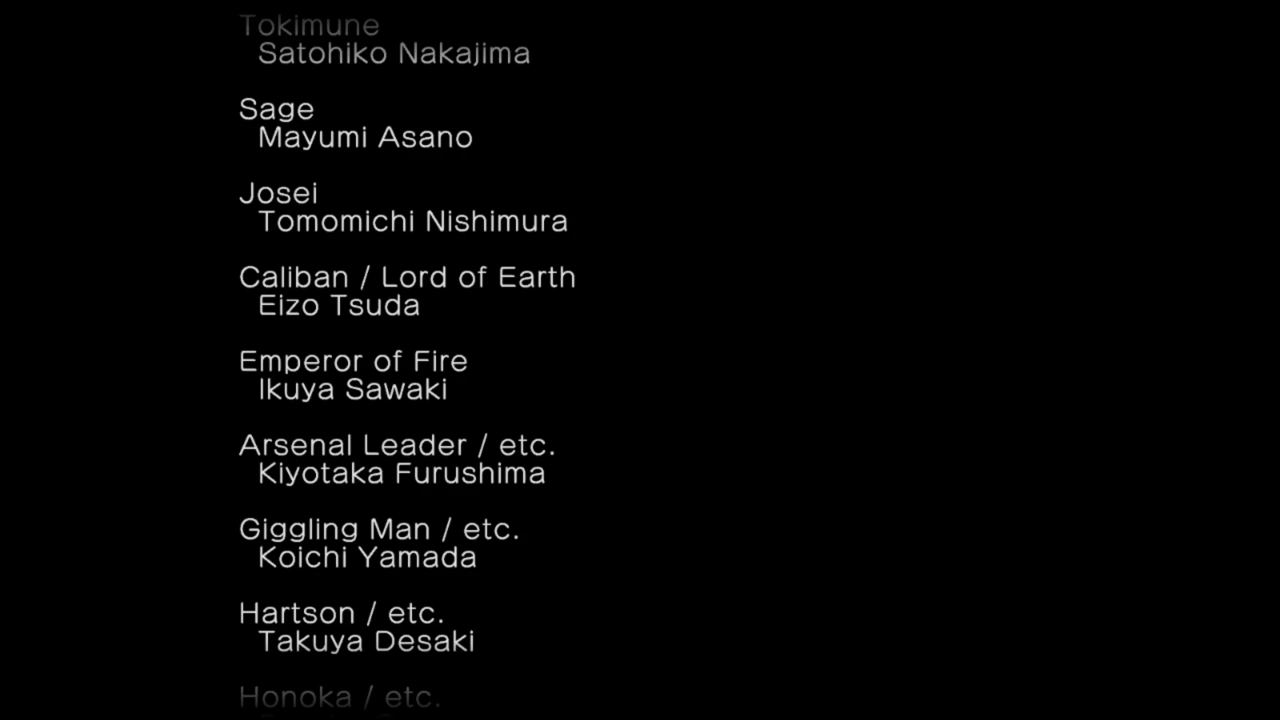 Tokimune
Satohiko Nakajima
Sage
Mayumi Asano
Josei
Tomomichi Nishimura
Caliban / Lord of Earth
Eizo Tsuda
Emperor of Fire
Ikuya Sawaki
Arsenal Leader / etc.
Kiyotaka Furushima
Giggling Man / etc.
Koichi Yamada
Hartson / etc.
Takuya Desaki
Honoka / etc.